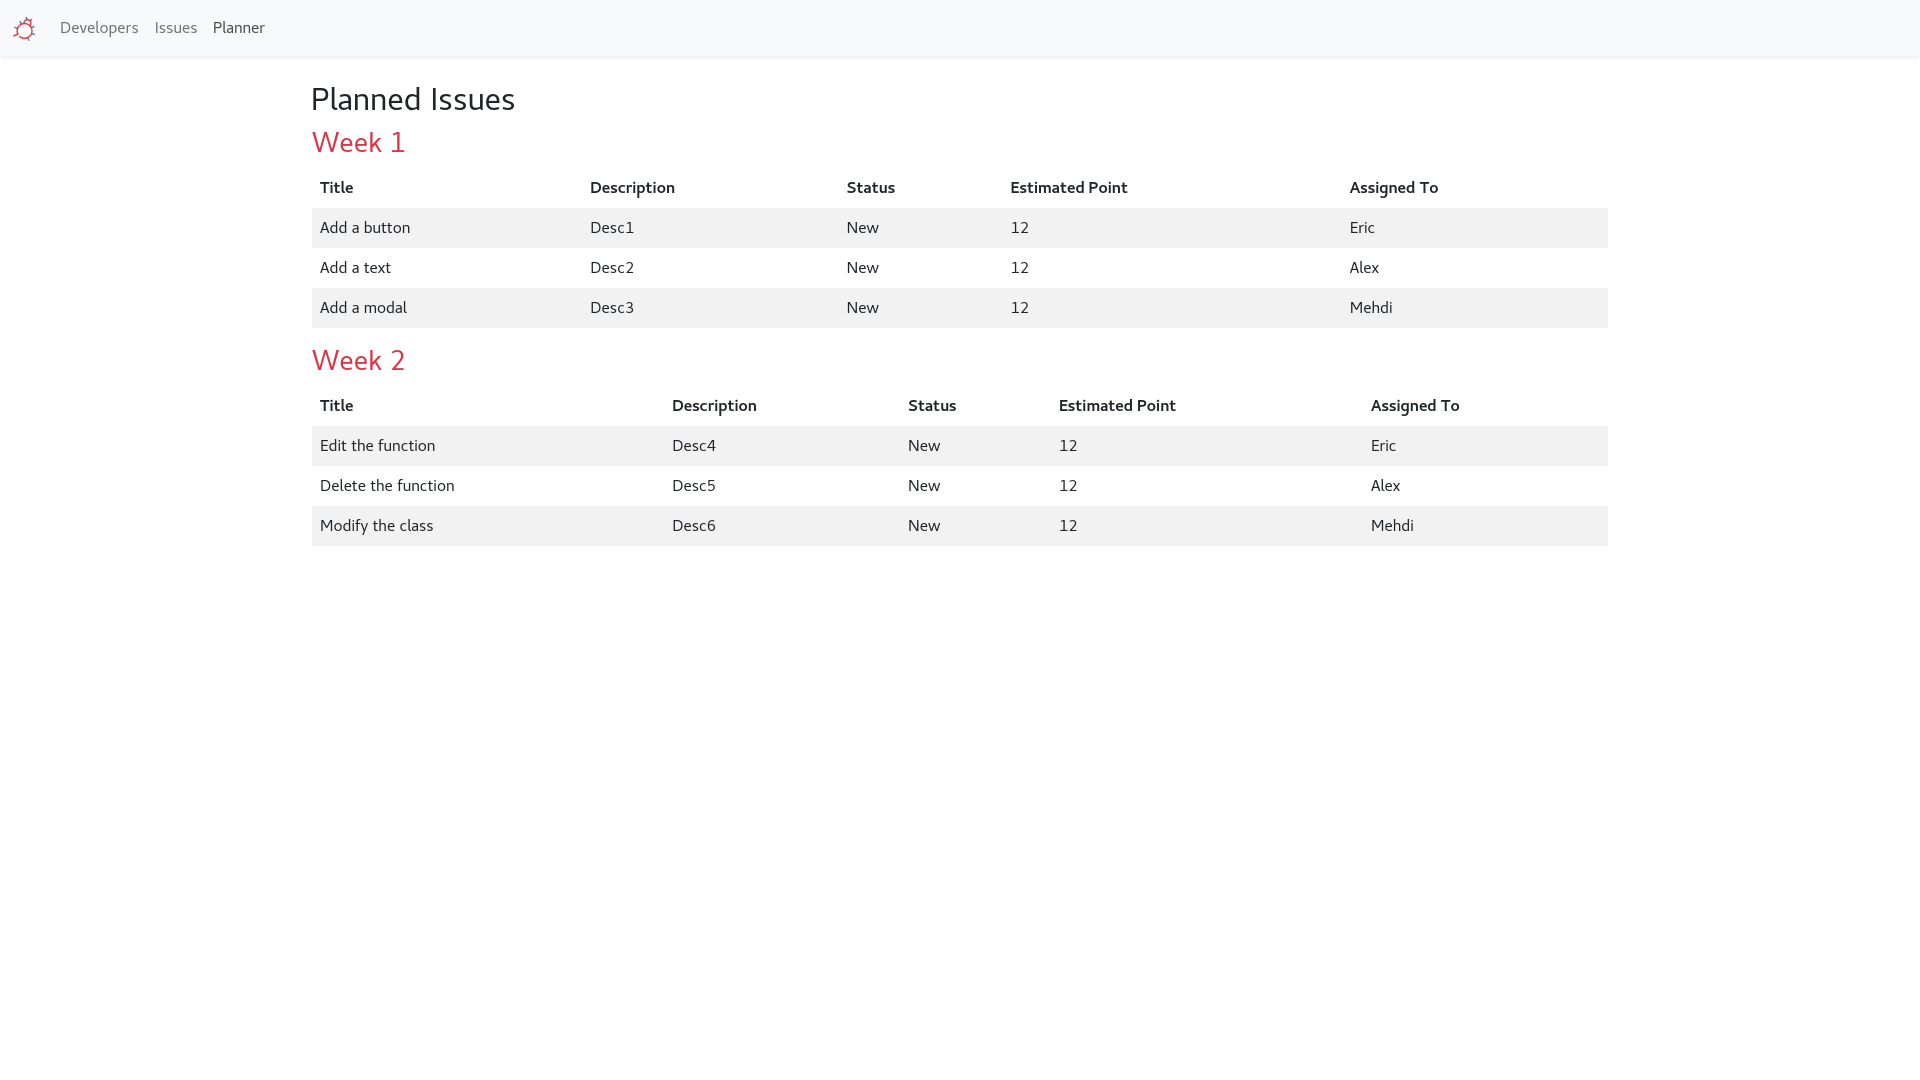 Developers Issues Planner
Planned Issues
Week 1
Title Description Status Estimated Point Assigned To
Add a button Desc1 New 12 Eric
Add a text Desc2 New 12 Alex
Add a modal Desc3 New 12 Mehdi
Week 2
Title Description Status Estimated Point Assigned To
Edit the function Desc4 New 12 Eric
Delete the function Desc5 New 12 Alex
Modify the class Desc6 New 12 Mehdi